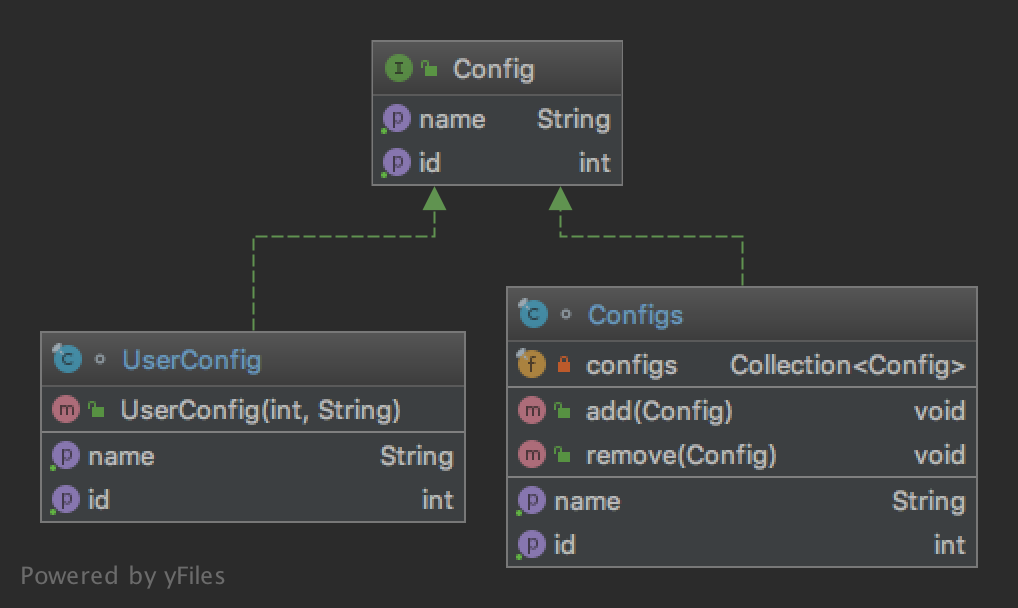 I Config
p name String
p id int
C UserConfig
m UserConfig(int, String)
p name String
p id int
C Configs
f configs Collection<Config>
m add(Config) void
m remove(Config) void
p name String
p id int
Powered by yFiles